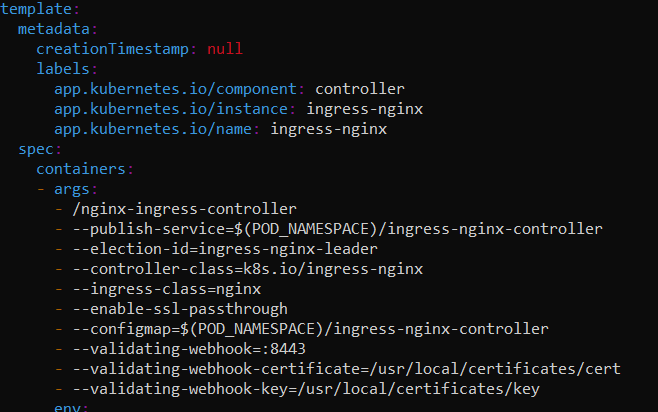 template:
metadata:
creationTimestamp: null
labels:
app.kubernetes.io/component: controller
app.kubernetes.io/instance: ingress-nginx
app.kubernetes.io/name: ingress-nginx
spec:
containers:
- args:
- /nginx-ingress-controller
- --publish-service=$(POD_NAMESPACE)/ingress-nginx-controller
- --election-id=ingress-nginx-leader
- --controller-class=k8s.io/ingress-nginx
- --ingress-class=nginx
- --enable-ssl-passthrough
- --configmap=$(POD_NAMESPACE)/ingress-nginx-controller
- --validating-webhook=:8443
- --validating-webhook-certificate=/usr/local/certificates/cert
- --validating-webhook-key=/usr/local/certificates/key
env: